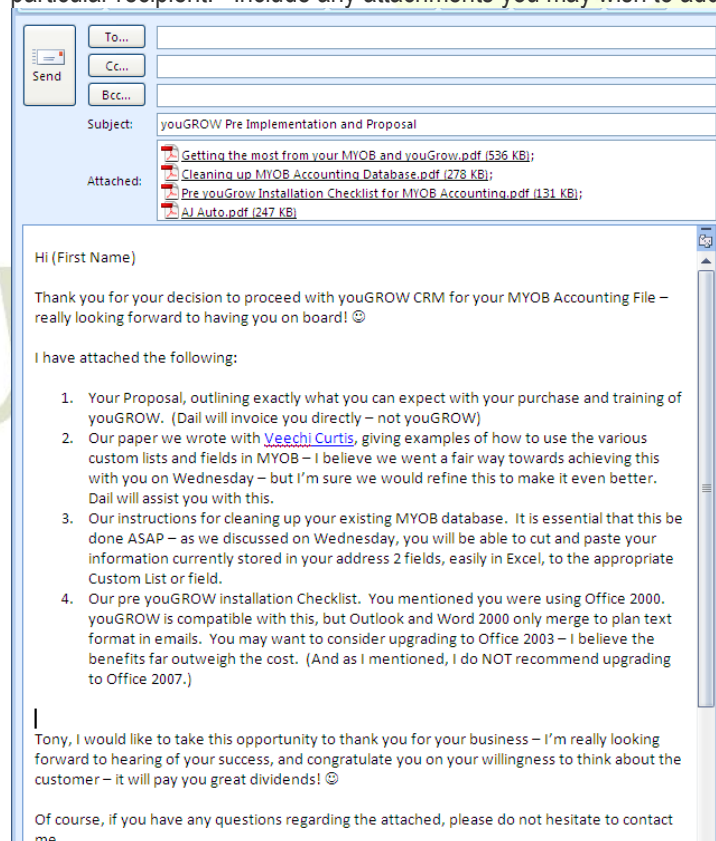 particular recipient. Include any attachments you may wish to add
To...
Send
Cc...
Bcc...
Subject: youGROW Pre Implementation and Proposal
Getting the most from your MYOB and youGrow.pdf (536 KB);
Attached: Cleaning up MYOB Accounting Database.pdf (278 KB);
Pre youGrow Installation Checklist for MYOB Accounting.pdf (131 KB);
AJ Auto.pdf (247 KB)
Hi (First Name)
Thank you for your decision to proceed with youGROW CRM for your MYOB Accounting File –
really looking forward to having you on board! ☺
I have attached the following:
1. Your Proposal, outlining exactly what you can expect with your purchase and training of
youGROW. (Dail will invoice you directly – not youGROW)
2. Our paper we wrote with Veechi Curtis, giving examples of how to use the various
custom lists and fields in MYOB – I believe we went a fair way towards achieving this
with you on Wednesday – but I'm sure we would refine this to make it even better.
Dail will assist you with this.
3. Our instructions for cleaning up your existing MYOB database. It is essential that this be
done ASAP – as we discussed on Wednesday, you will be able to cut and paste your
information currently stored in your address 2 fields, easily in Excel, to the appropriate
Custom List or field.
4. Our pre youGROW installation Checklist. You mentioned you were using Office 2000.
youGROW is compatible with this, but Outlook and Word 2000 only merge to plan text
format in emails. You may want to consider upgrading to Office 2003 – I believe the
benefits far outweigh the cost. (And as I mentioned, I do NOT recommend upgrading
to Office 2007.)
Tony, I would like to take this opportunity to thank you for your business – I'm really looking
forward to hearing of your success, and congratulate you on your willingness to think about the
customer – it will pay you great dividends! ☺
Of course, if you have any questions regarding the attached, please do not hesitate to contact
me